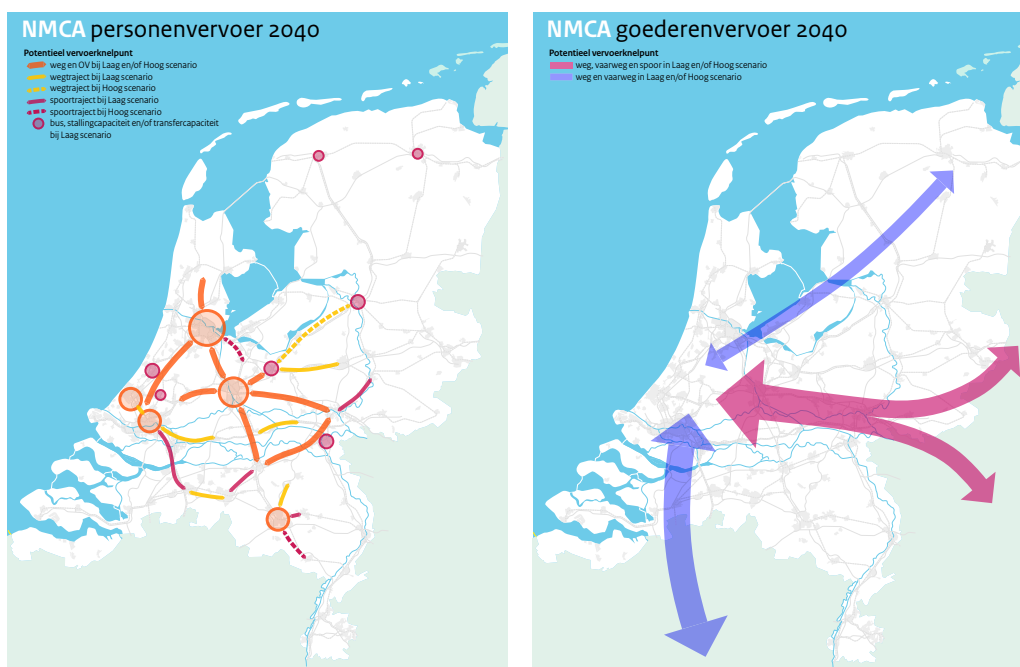 NMCA personenvervoer 2040
Potentieel vervoerknelpunt
weg en OV bij Laag en/of Hoog scenario
wegtraject bij Laag scenario
wegtraject bij Hoog scenario
spoortraject bij Laag scenario
spoortraject bij Hoog scenario
bus, stallingcapaciteit en/of transfercapaciteit
bij Laag scenario
NMCA goederenvervoer 2040
Potentieel vervoerknelpunt
weg, vaarweg en spoor in Laag en/of Hoog scenario
weg en vaarweg in Laag en/of Hoog scenario